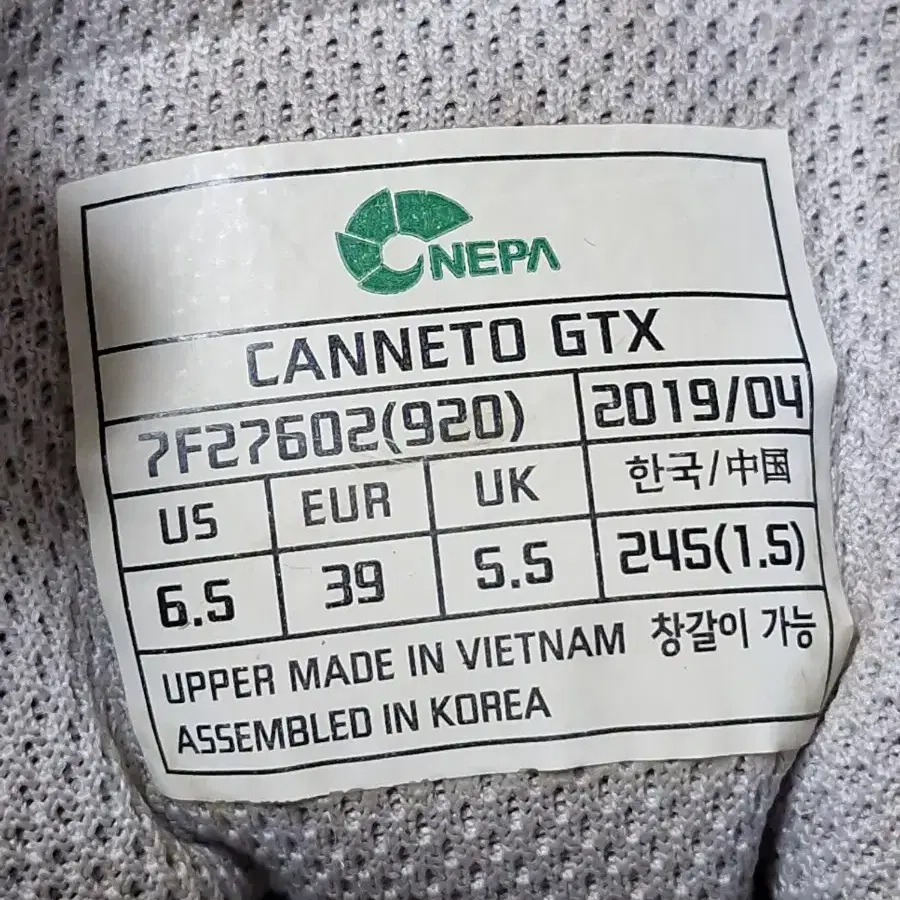 NEPA
CANNETO GTX
7F27602(920) 2019/04
US EUR UK 한국/中国
6.5 39 5.5 245(1.5)
UPPER MADE IN VIETNAM 창갈이 가능
ASSEMBLED IN KOREA